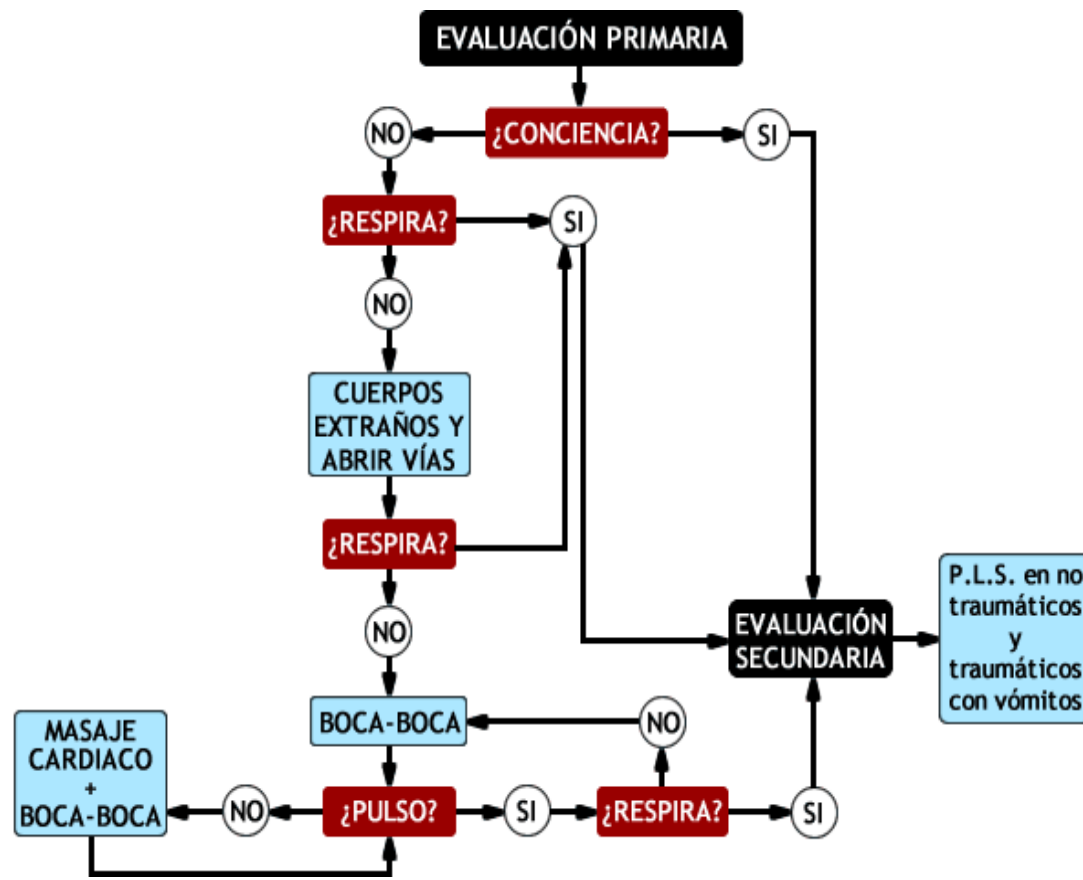 EVALUACIÓN PRIMARIA
NO
¿CONCIENCIA?
SI
¿RESPIRA?
SI
NO
CUERPOS
EXTRAÑOS Y
ABRIR VÍAS
¿RESPIRA?
NO
EVALUACIÓN
SECUNDARIA
P.L.S. en no
traumáticos
y
traumáticos
con vómitos
BOCA-BOCA
NO
MASAJE
CARDIACO
+
BOCA-BOCA
NO
¿PULSO?
SI
¿RESPIRA?
SI